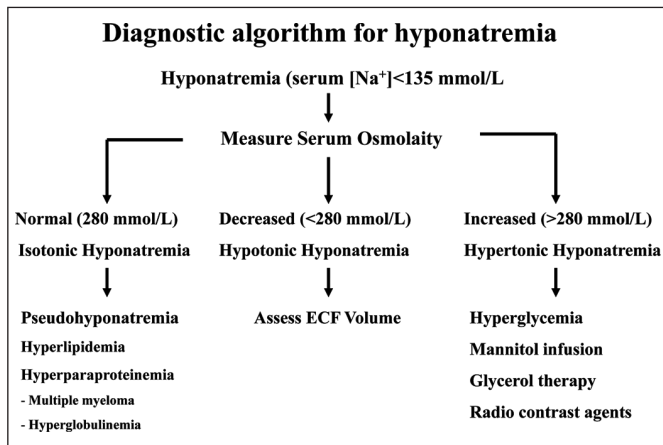 Diagnostic algorithm for hyponatremia
Hyponatremia (serum [Na⁺]<135 mmol/L
Measure Serum Osmolaity
Normal (280 mmol/L)
Isotonic Hyponatremia
Pseudohyponatremia
Hyperlipidemia
Hyperparaproteinemia
- Multiple myeloma
- Hyperglobulinemia
Decreased (<280 mmol/L)
Hypotonic Hyponatremia
Assess ECF Volume
Increased (>280 mmol/L)
Hypertonic Hyponatremia
Hyperglycemia
Mannitol infusion
Glycerol therapy
Radio contrast agents